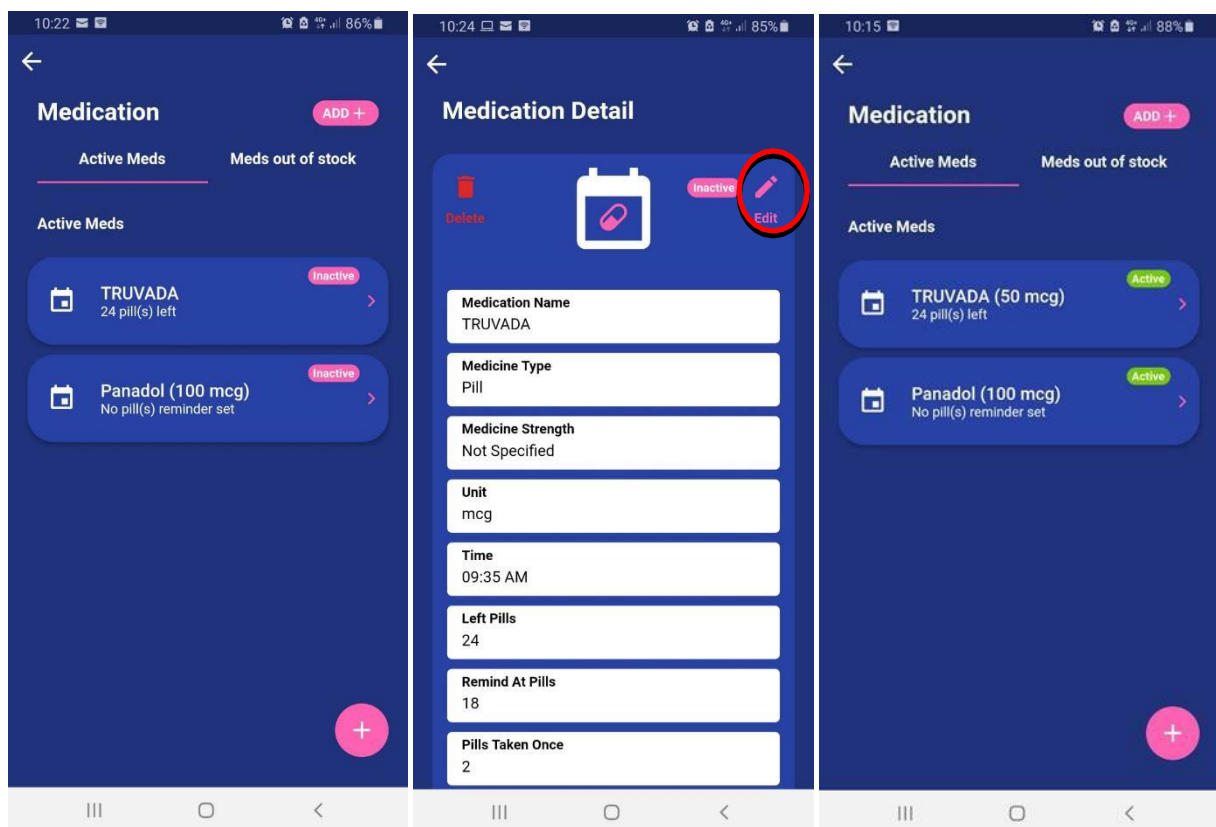 10:22
86%
Medication
ADD +
Active Meds
Meds out of stock
Active Meds
Inactive
TRUVADA
24 pill(s) left
Inactive
Panadol (100 mcg)
No pill(s) reminder set
10:24
85%
Medication Detail
Delete
Inactive
Edit
Medication Name
TRUVADA
Medicine Type
Pill
Medicine Strength
Not Specified
Unit
mcg
Time
09:35 AM
Left Pills
24
Remind At Pills
18
Pills Taken Once
2
10:15
88%
Medication
ADD +
Active Meds
Meds out of stock
Active Meds
Active
TRUVADA (50 mcg)
24 pill(s) left
Active
Panadol (100 mcg)
No pill(s) reminder set